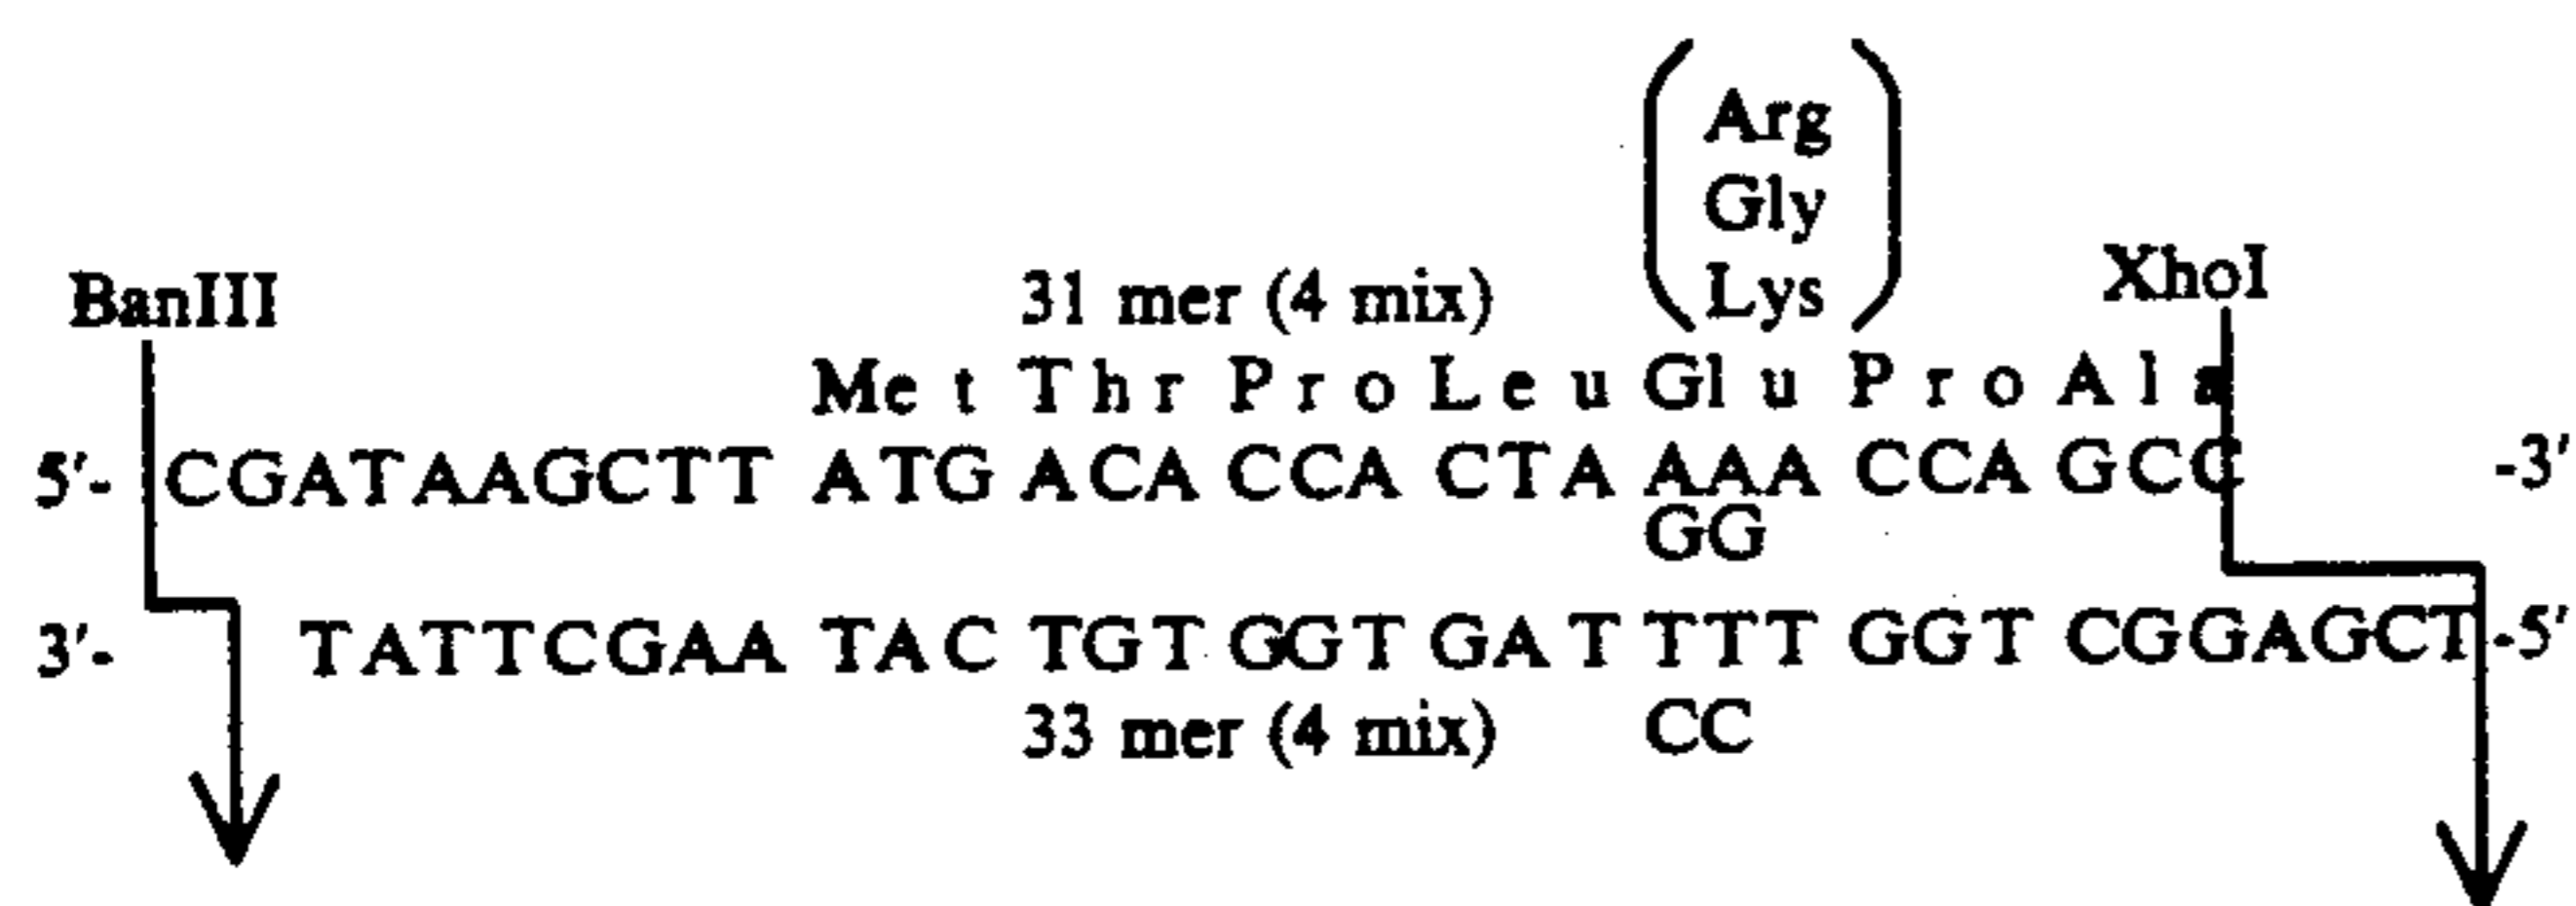 Arg
Gly
Lys
BanIII 31 mer (4 mix) XhoI
Met Thr Pro Leu Glu Pro Ala
5'- CGATAAGCTT ATG ACA CCA CTA AAA CCA GCC -3'
GG
3'- TATTCGAA TAC TGT GGT GAT TTT GGT CGGAGCT -5'
33 mer (4 mix) CC